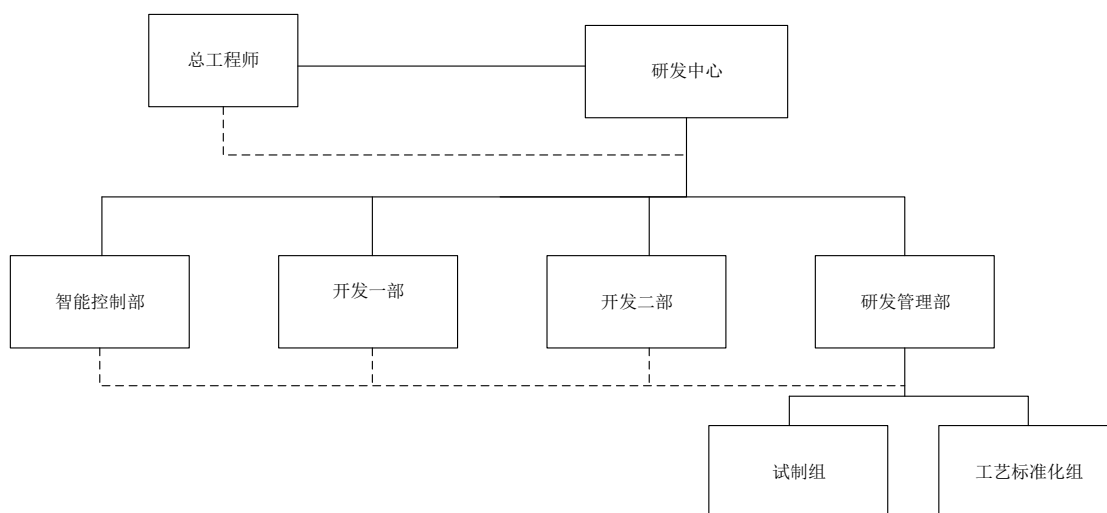 总工程师
研发中心
智能控制部
开发一部
开发二部
研发管理部
试制组
工艺标准化组